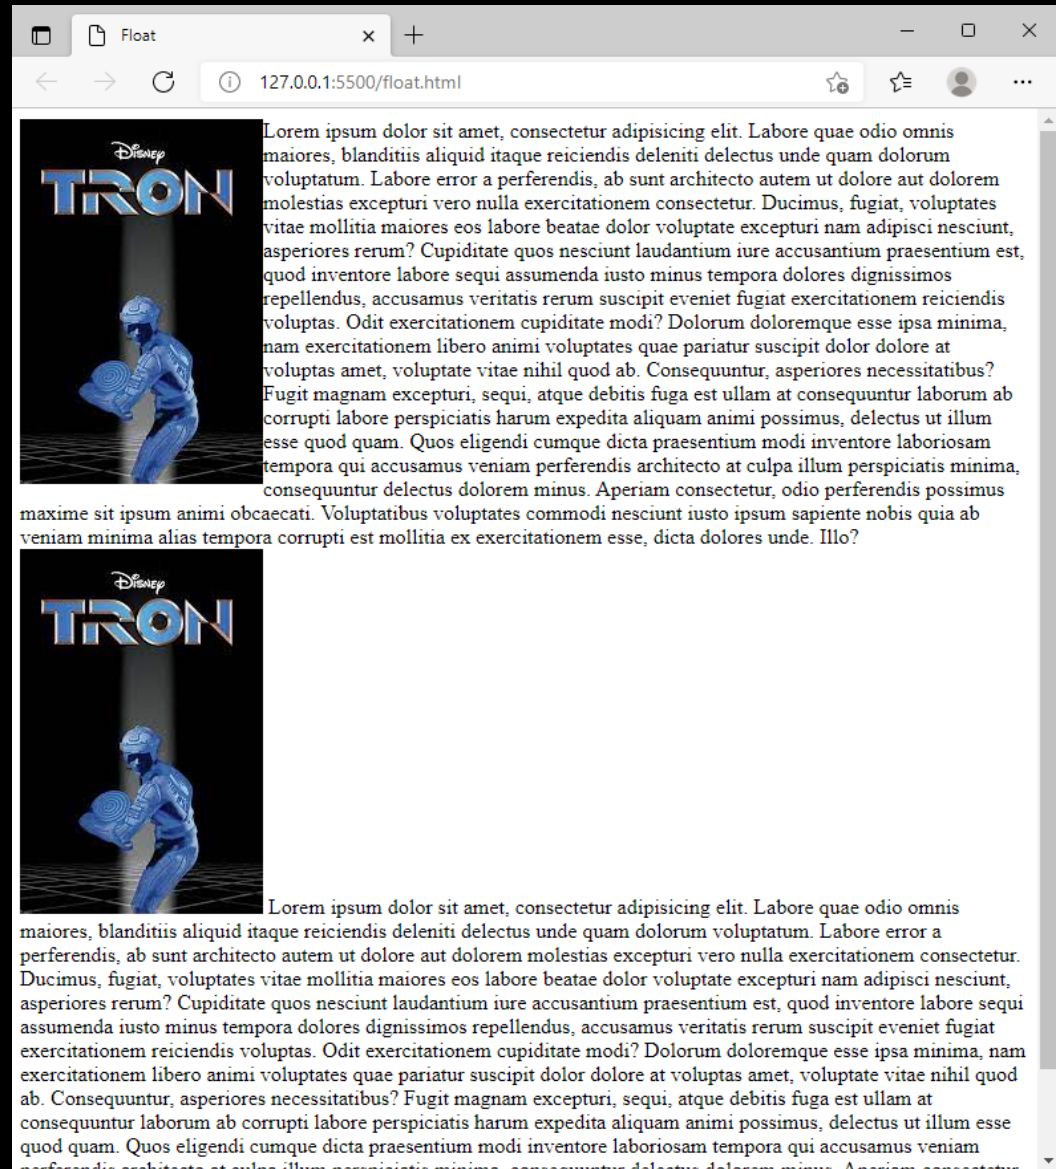 Float
127.0.0.1:5500/float.html
DISNEY
TRON
Lorem ipsum dolor sit amet, consectetur adipisicing elit. Labore quae odio omnis
maiores, blanditiis aliquid itaque reiciendis deleniti delectus unde quam dolorum
voluptatum. Labore error a perferendis, ab sunt architecto autem ut dolore aut dolorem
molestias excepturi vero nulla exercitationem consectetur. Ducimus, fugiat, voluptates
vitae mollitia maiores eos labore beatae dolor voluptate excepturi nam adipisci nesciunt,
asperiores rerum? Cupiditate quos nesciunt laudantium iure accusantium praesentium est,
quod inventore labore sequi assumenda iusto minus tempora dolores dignissimos
repellendus, accusamus veritatis rerum suscipit eveniet fugiat exercitationem reiciendis
voluptas. Odit exercitationem cupiditate modi? Dolorum doloremque esse ipsa minima,
nam exercitationem libero animi voluptates quae pariatur suscipit dolor dolore at
voluptas amet, voluptate vitae nihil quod ab. Consequuntur, asperiores necessitatibus?
Fugit magnam excepturi, sequi, atque debitis fuga est ullam at consequuntur laborum ab
corrupti labore perspiciatis harum expedita aliquam animi possimus, delectus ut illum
esse quod quam. Quos eligendi cumque dicta praesentium modi inventore laboriosam
tempora qui accusamus veniam perferendis architecto at culpa illum perspiciatis minima,
consequuntur delectus dolorem minus. Aperiam consectetur, odio perferendis possimus
maxime sit ipsum animi obcaecati. Voluptatibus voluptates commodi nesciunt iusto ipsum sapiente nobis quia ab
veniam minima alias tempora corrupti est mollitia ex exercitationem esse, dicta dolores unde. Illo?
DISNEY
TRON
Lorem ipsum dolor sit amet, consectetur adipisicing elit. Labore quae odio omnis
maiores, blanditiis aliquid itaque reiciendis deleniti delectus unde quam dolorum voluptatum. Labore error a
perferendis, ab sunt architecto autem ut dolore aut dolorem molestias excepturi vero nulla exercitationem consectetur.
Ducimus, fugiat, voluptates vitae mollitia maiores eos labore beatae dolor voluptate excepturi nam adipisci nesciunt,
asperiores rerum? Cupiditate quos nesciunt laudantium iure accusantium praesentium est, quod inventore labore sequi
assumenda iusto minus tempora dolores dignissimos repellendus, accusamus veritatis rerum suscipit eveniet fugiat
exercitationem reiciendis voluptas. Odit exercitationem cupiditate modi? Dolorum doloremque esse ipsa minima, nam
exercitationem libero animi voluptates quae pariatur suscipit dolor dolore at voluptas amet, voluptate vitae nihil quod
ab. Consequuntur, asperiores necessitatibus? Fugit magnam excepturi, sequi, atque debitis fuga est ullam at
consequuntur laborum ab corrupti labore perspiciatis harum expedita aliquam animi possimus, delectus ut illum esse
quod quam. Quos eligendi cumque dicta praesentium modi inventore laboriosam tempora qui accusamus veniam
perferendis architecto at culpa illum perspiciatis minima, consequuntur delectus dolorem minus. Aperiam consectetur